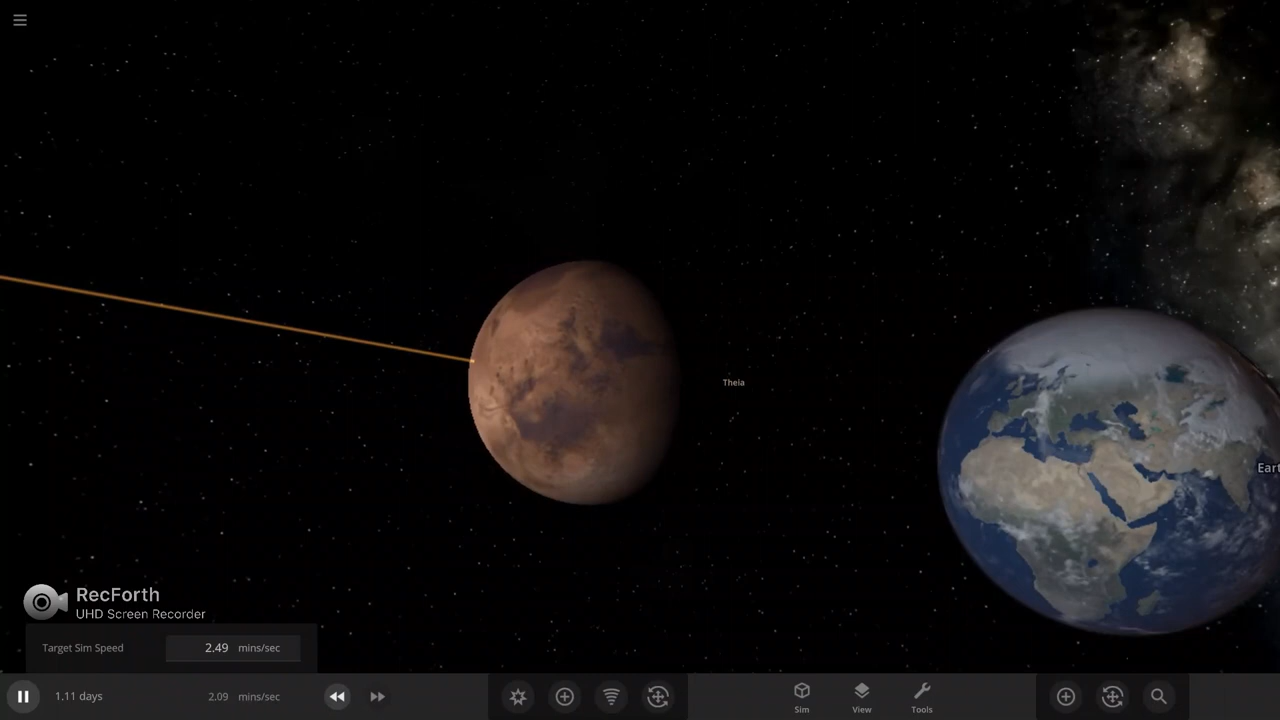 Theia
Eart
RecForth
UHD Screen Recorder
Target Sim Speed 2.49 mins/sec
1.11 days 2.09 mins/sec
Sim View Tools